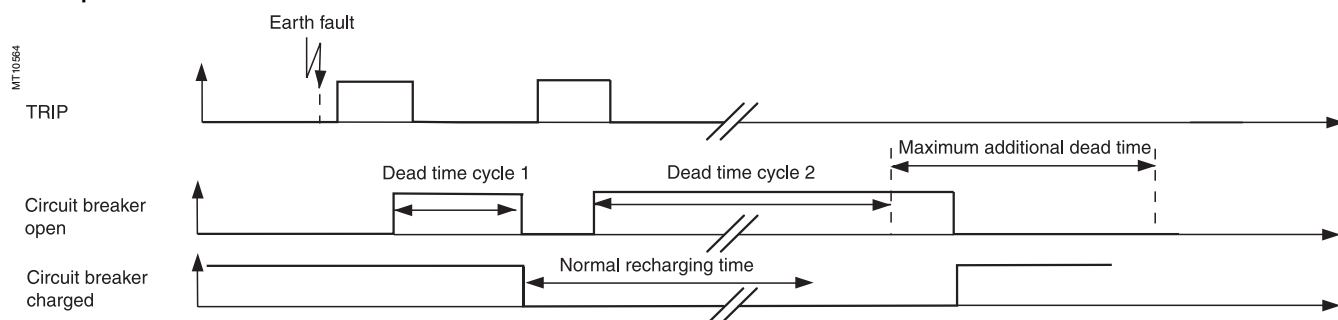 Earth fault
MT10564
TRIP
Maximum additional dead time
Dead time cycle 1
Dead time cycle 2
Circuit breaker
open
Normal recharging time
Circuit breaker
charged